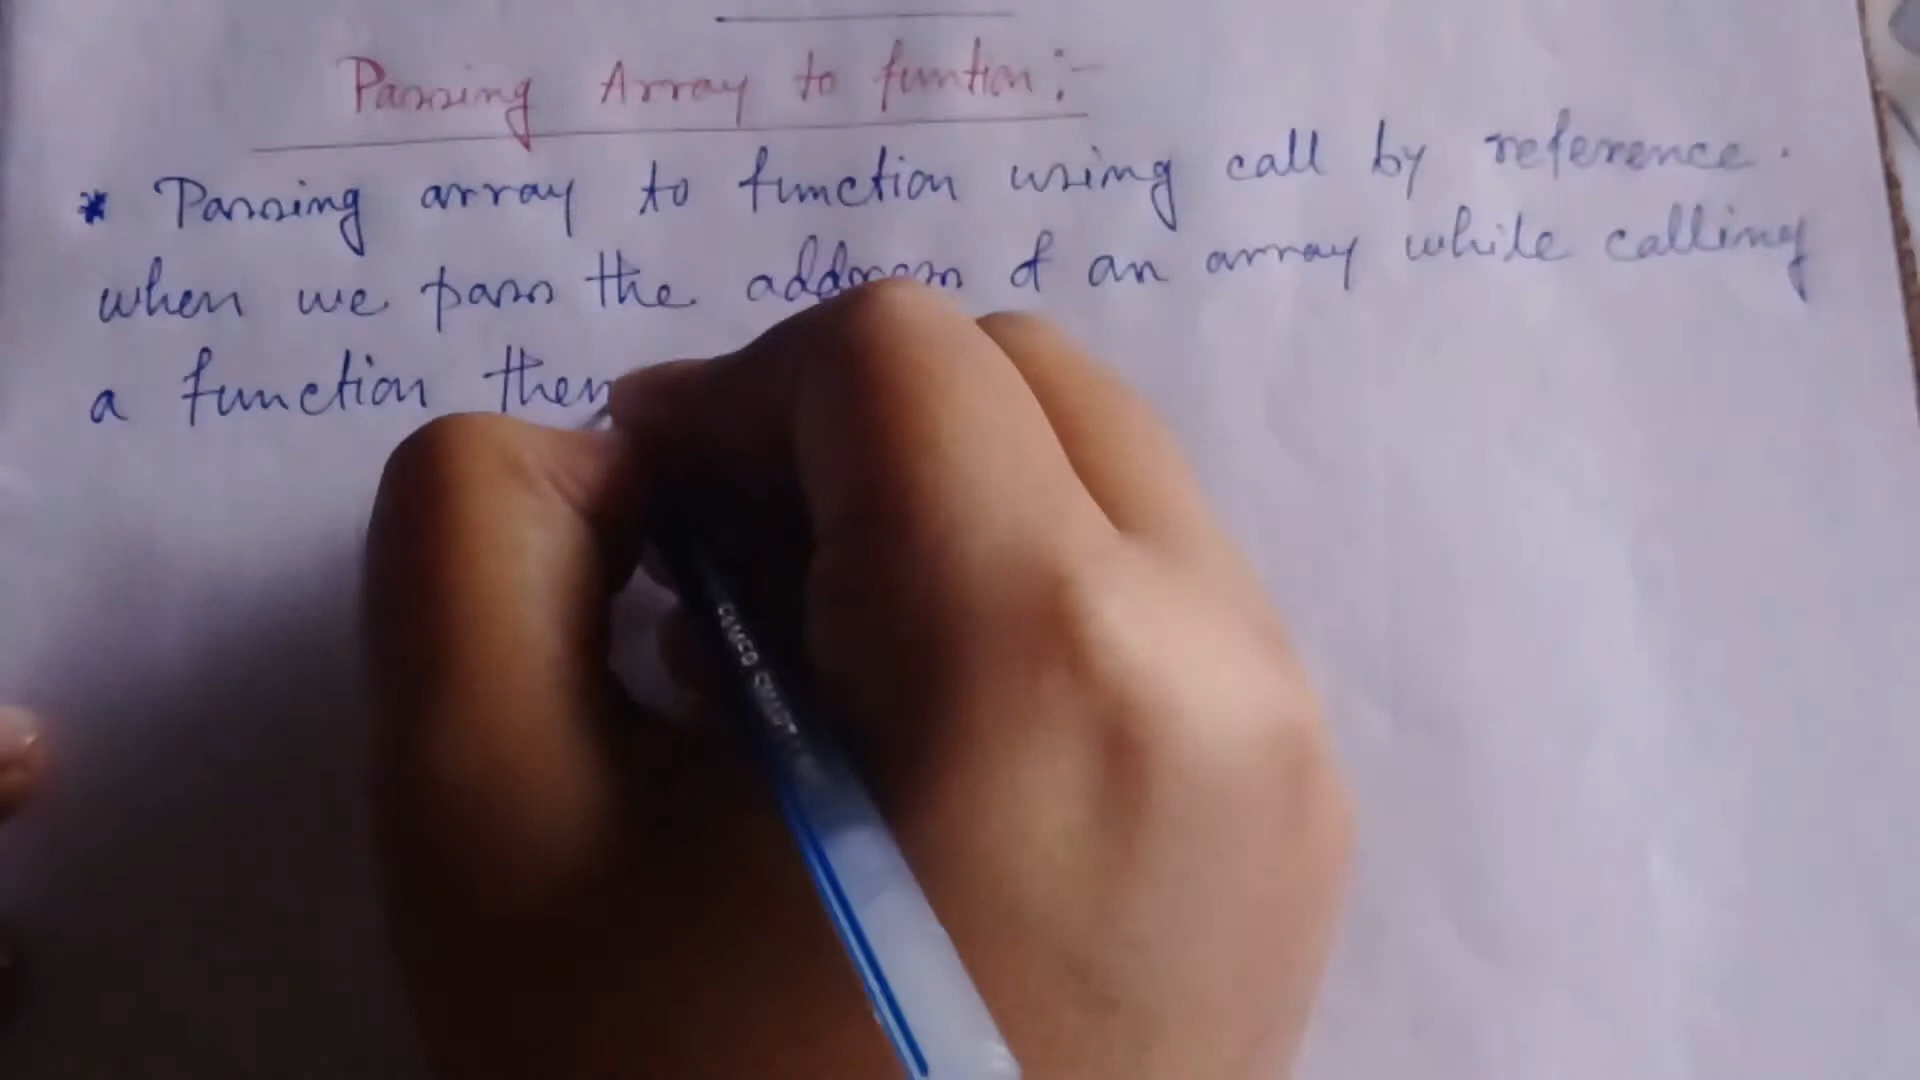 Passing Array to funtion :-
* Passing array to function using call by reference.
when we pass the address of an array while calling
a function then